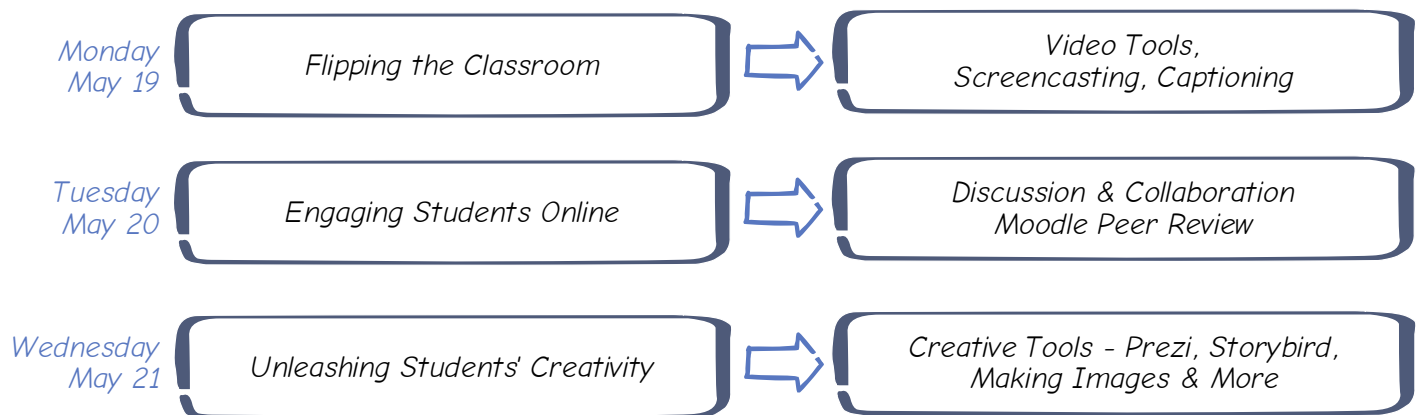 Monday
May 19
Flipping the Classroom
Video Tools,
Screencasting, Captioning
Tuesday
May 20
Engaging Students Online
Discussion & Collaboration
Moodle Peer Review
Wednesday
May 21
Unleashing Students' Creativity
Creative Tools - Prezi, Storybird,
Making Images & More